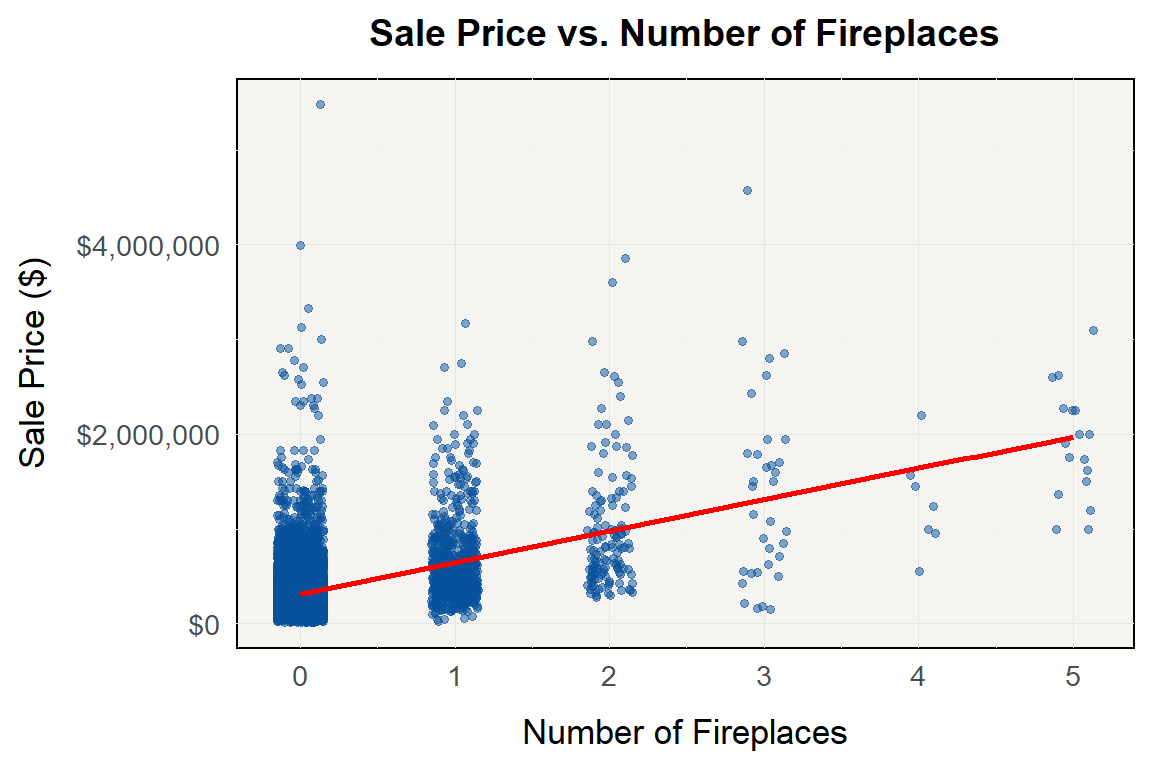 Sale Price vs. Number of Fireplaces
Sale Price ($)
$4,000,000
$2,000,000
$0
0 1 2 3 4 5
Number of Fireplaces